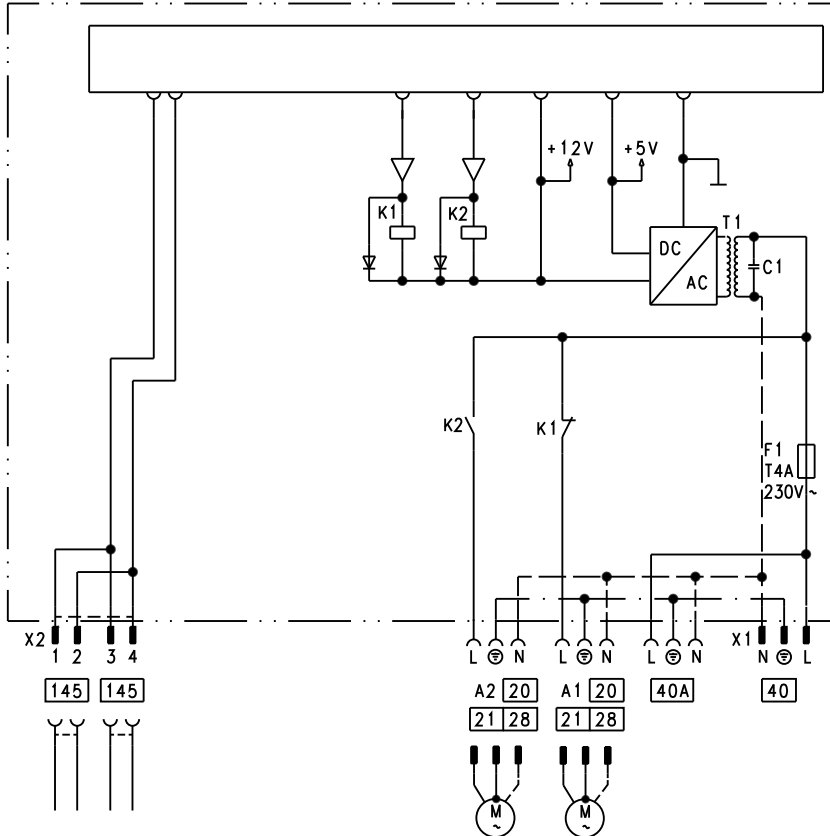 +12V +5V
K1 K2 T1
DC
AC
C1
K2 K1
F1
T4A
230V ~
X2 X1
1 2 3 4 L N L N L N N L
145 145 A2 20 A1 20 40A 40
21 28 21 28
M M
~ ~